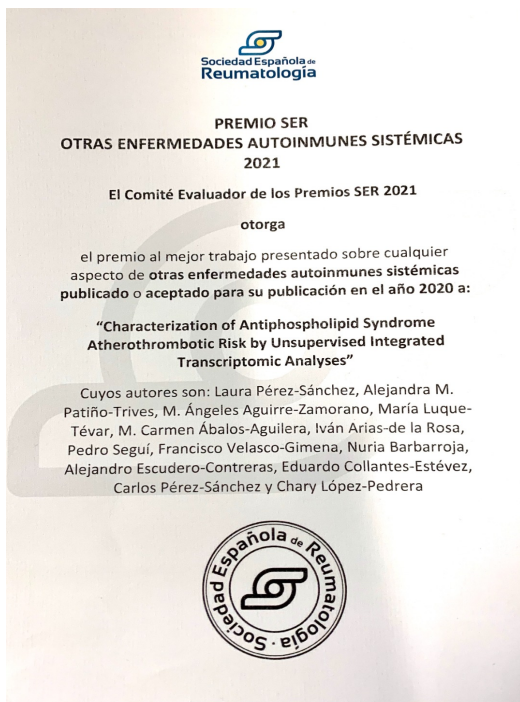 Sociedad Española de
Reumatología
PREMIO SER
OTRAS ENFERMEDADES AUTOINMUNES SISTÉMICAS
2021
El Comité Evaluador de los Premios SER 2021
otorga
el premio al mejor trabajo presentado sobre cualquier
aspecto de otras enfermedades autoinmunes sistémicas
publicado o aceptado para su publicación en el año 2020 a:
“Characterization of Antiphospholipid Syndrome
Atherothrombotic Risk by Unsupervised Integrated
Transcriptomic Analyses”
Cuyos autores son: Laura Pérez-Sánchez, Alejandra M.
Patiño-Trives, M. Ángeles Aguirre-Zamorano, María Luque-
Tévar, M. Carmen Ábalos-Aguilera, Iván Arias-de la Rosa,
Pedro Seguí, Francisco Velasco-Gimena, Nuria Barbarroja,
Alejandro Escudero-Contreras, Eduardo Collantes-Estévez,
Carlos Pérez-Sánchez y Chary López-Pedrera
Sociedad Española de Reumatología